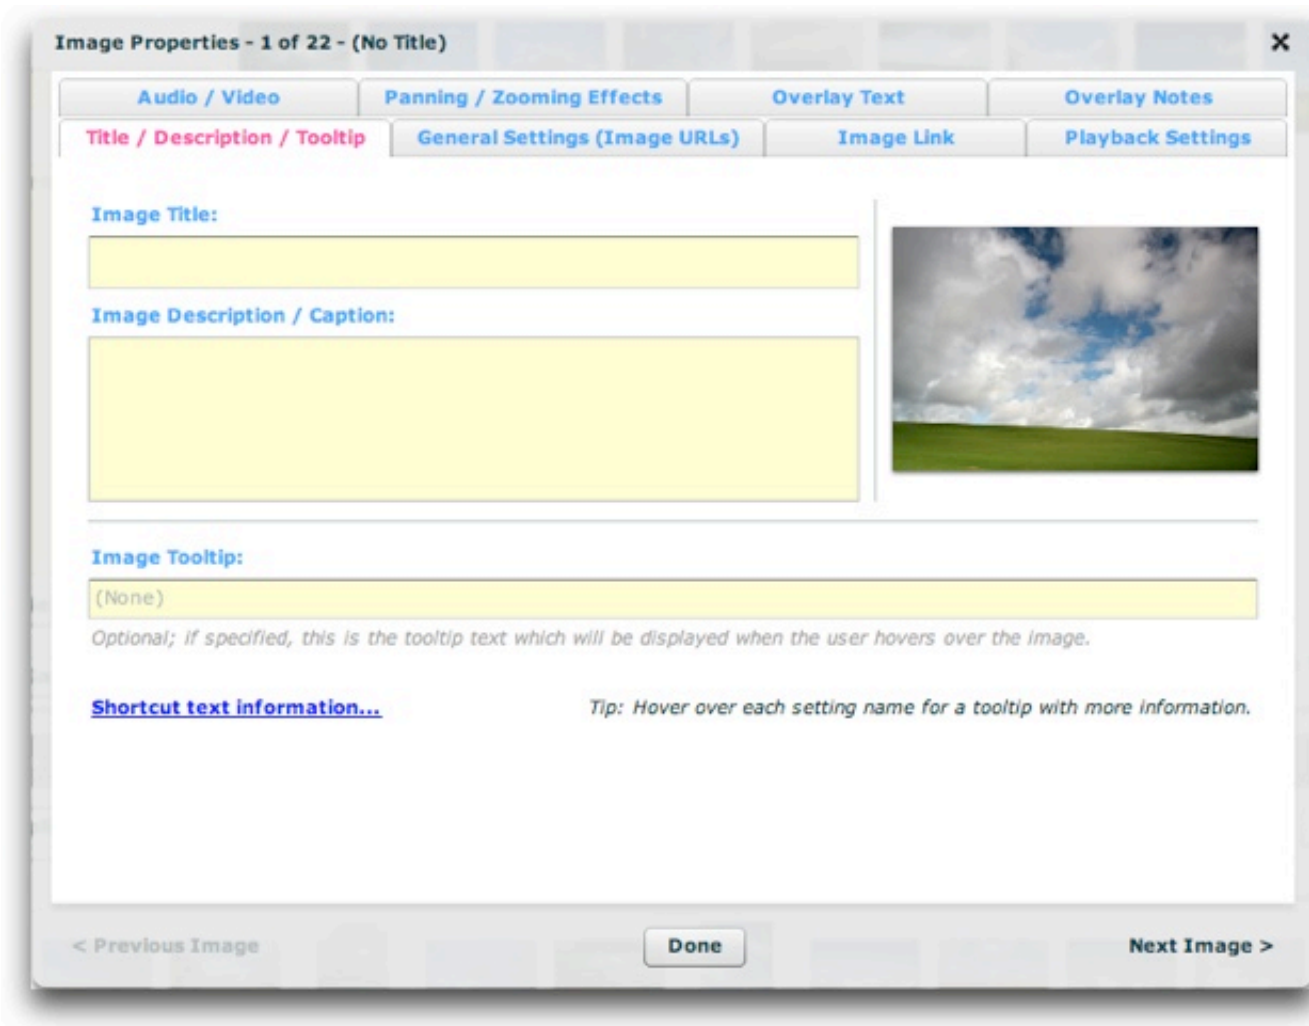 Image Properties - 1 of 22 - (No Title)
Audio / Video
Panning / Zooming Effects
Overlay Text
Overlay Notes
Title / Description / Tooltip
General Settings (Image URLs)
Image Link
Playback Settings
Image Title:
Image Description / Caption:
Image Tooltip:
(None)
Optional; if specified, this is the tooltip text which will be displayed when the user hovers over the image.
Shortcut text information...
Tip: Hover over each setting name for a tooltip with more information.
< Previous Image
Done
Next Image >